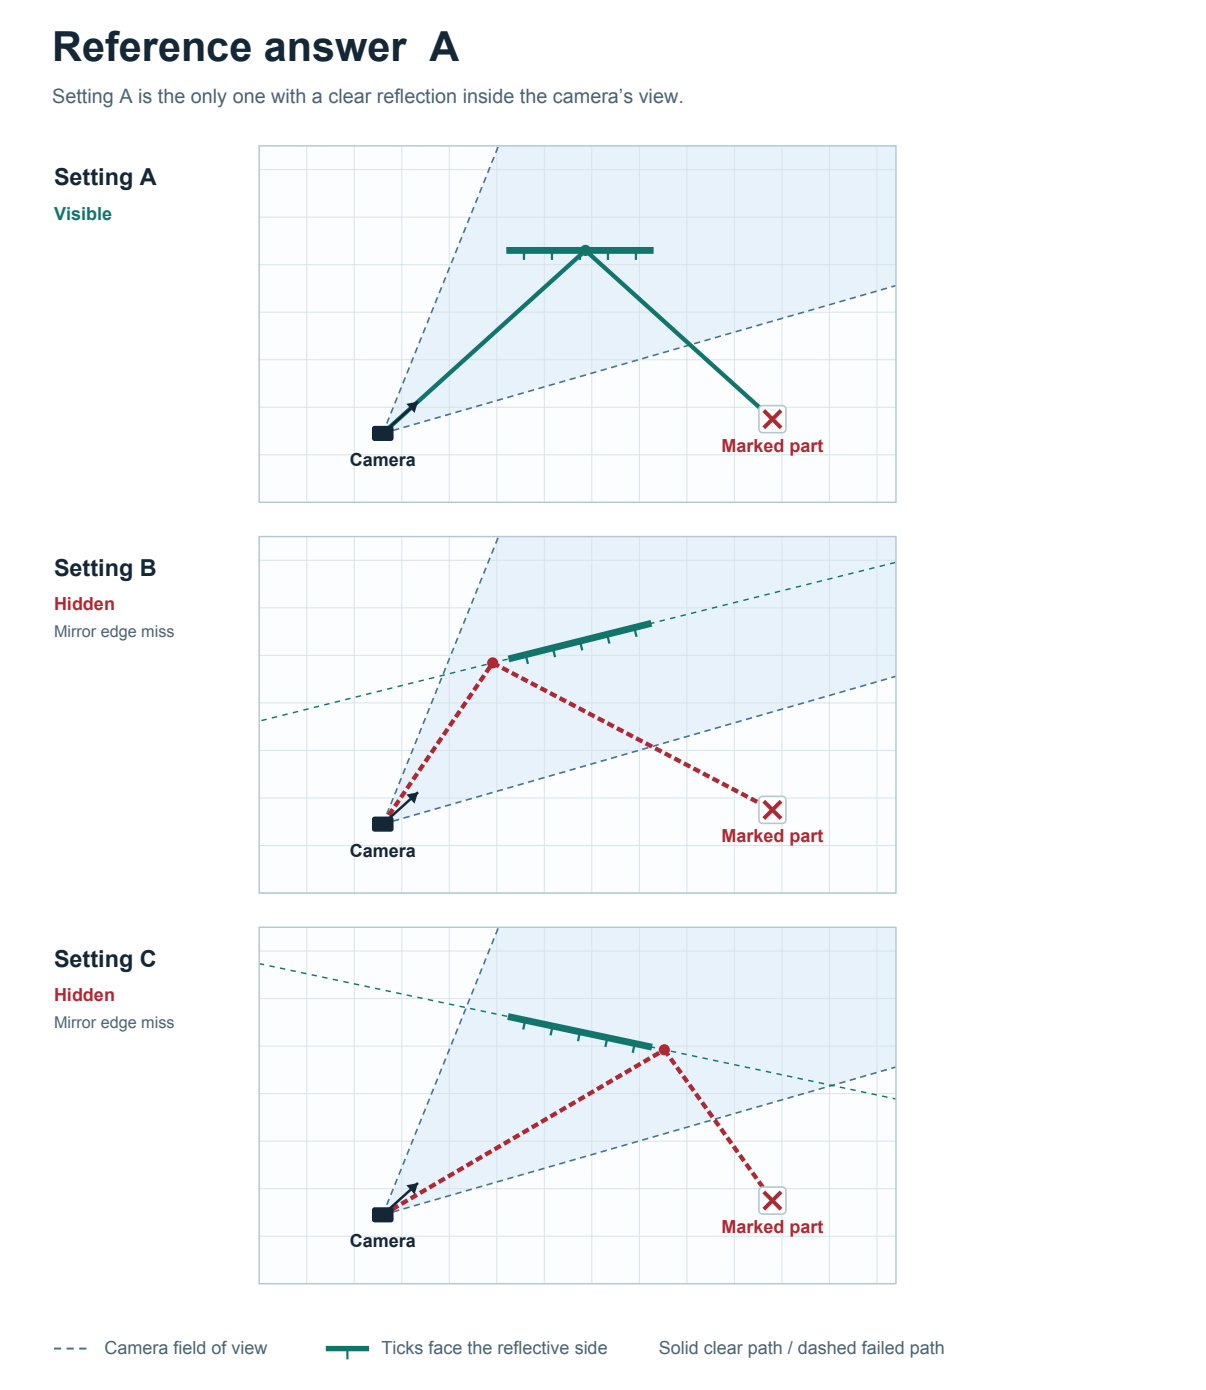 Reference answer  A
Setting A is the only one with a clear reflection inside the camera’s view.
Setting A
Visible
Camera
Marked part
Setting B
Hidden
Mirror edge miss
Camera
Marked part
Setting C
Hidden
Mirror edge miss
Camera
Marked part
Camera field of view
Ticks face the reflective side
Solid clear path / dashed failed path